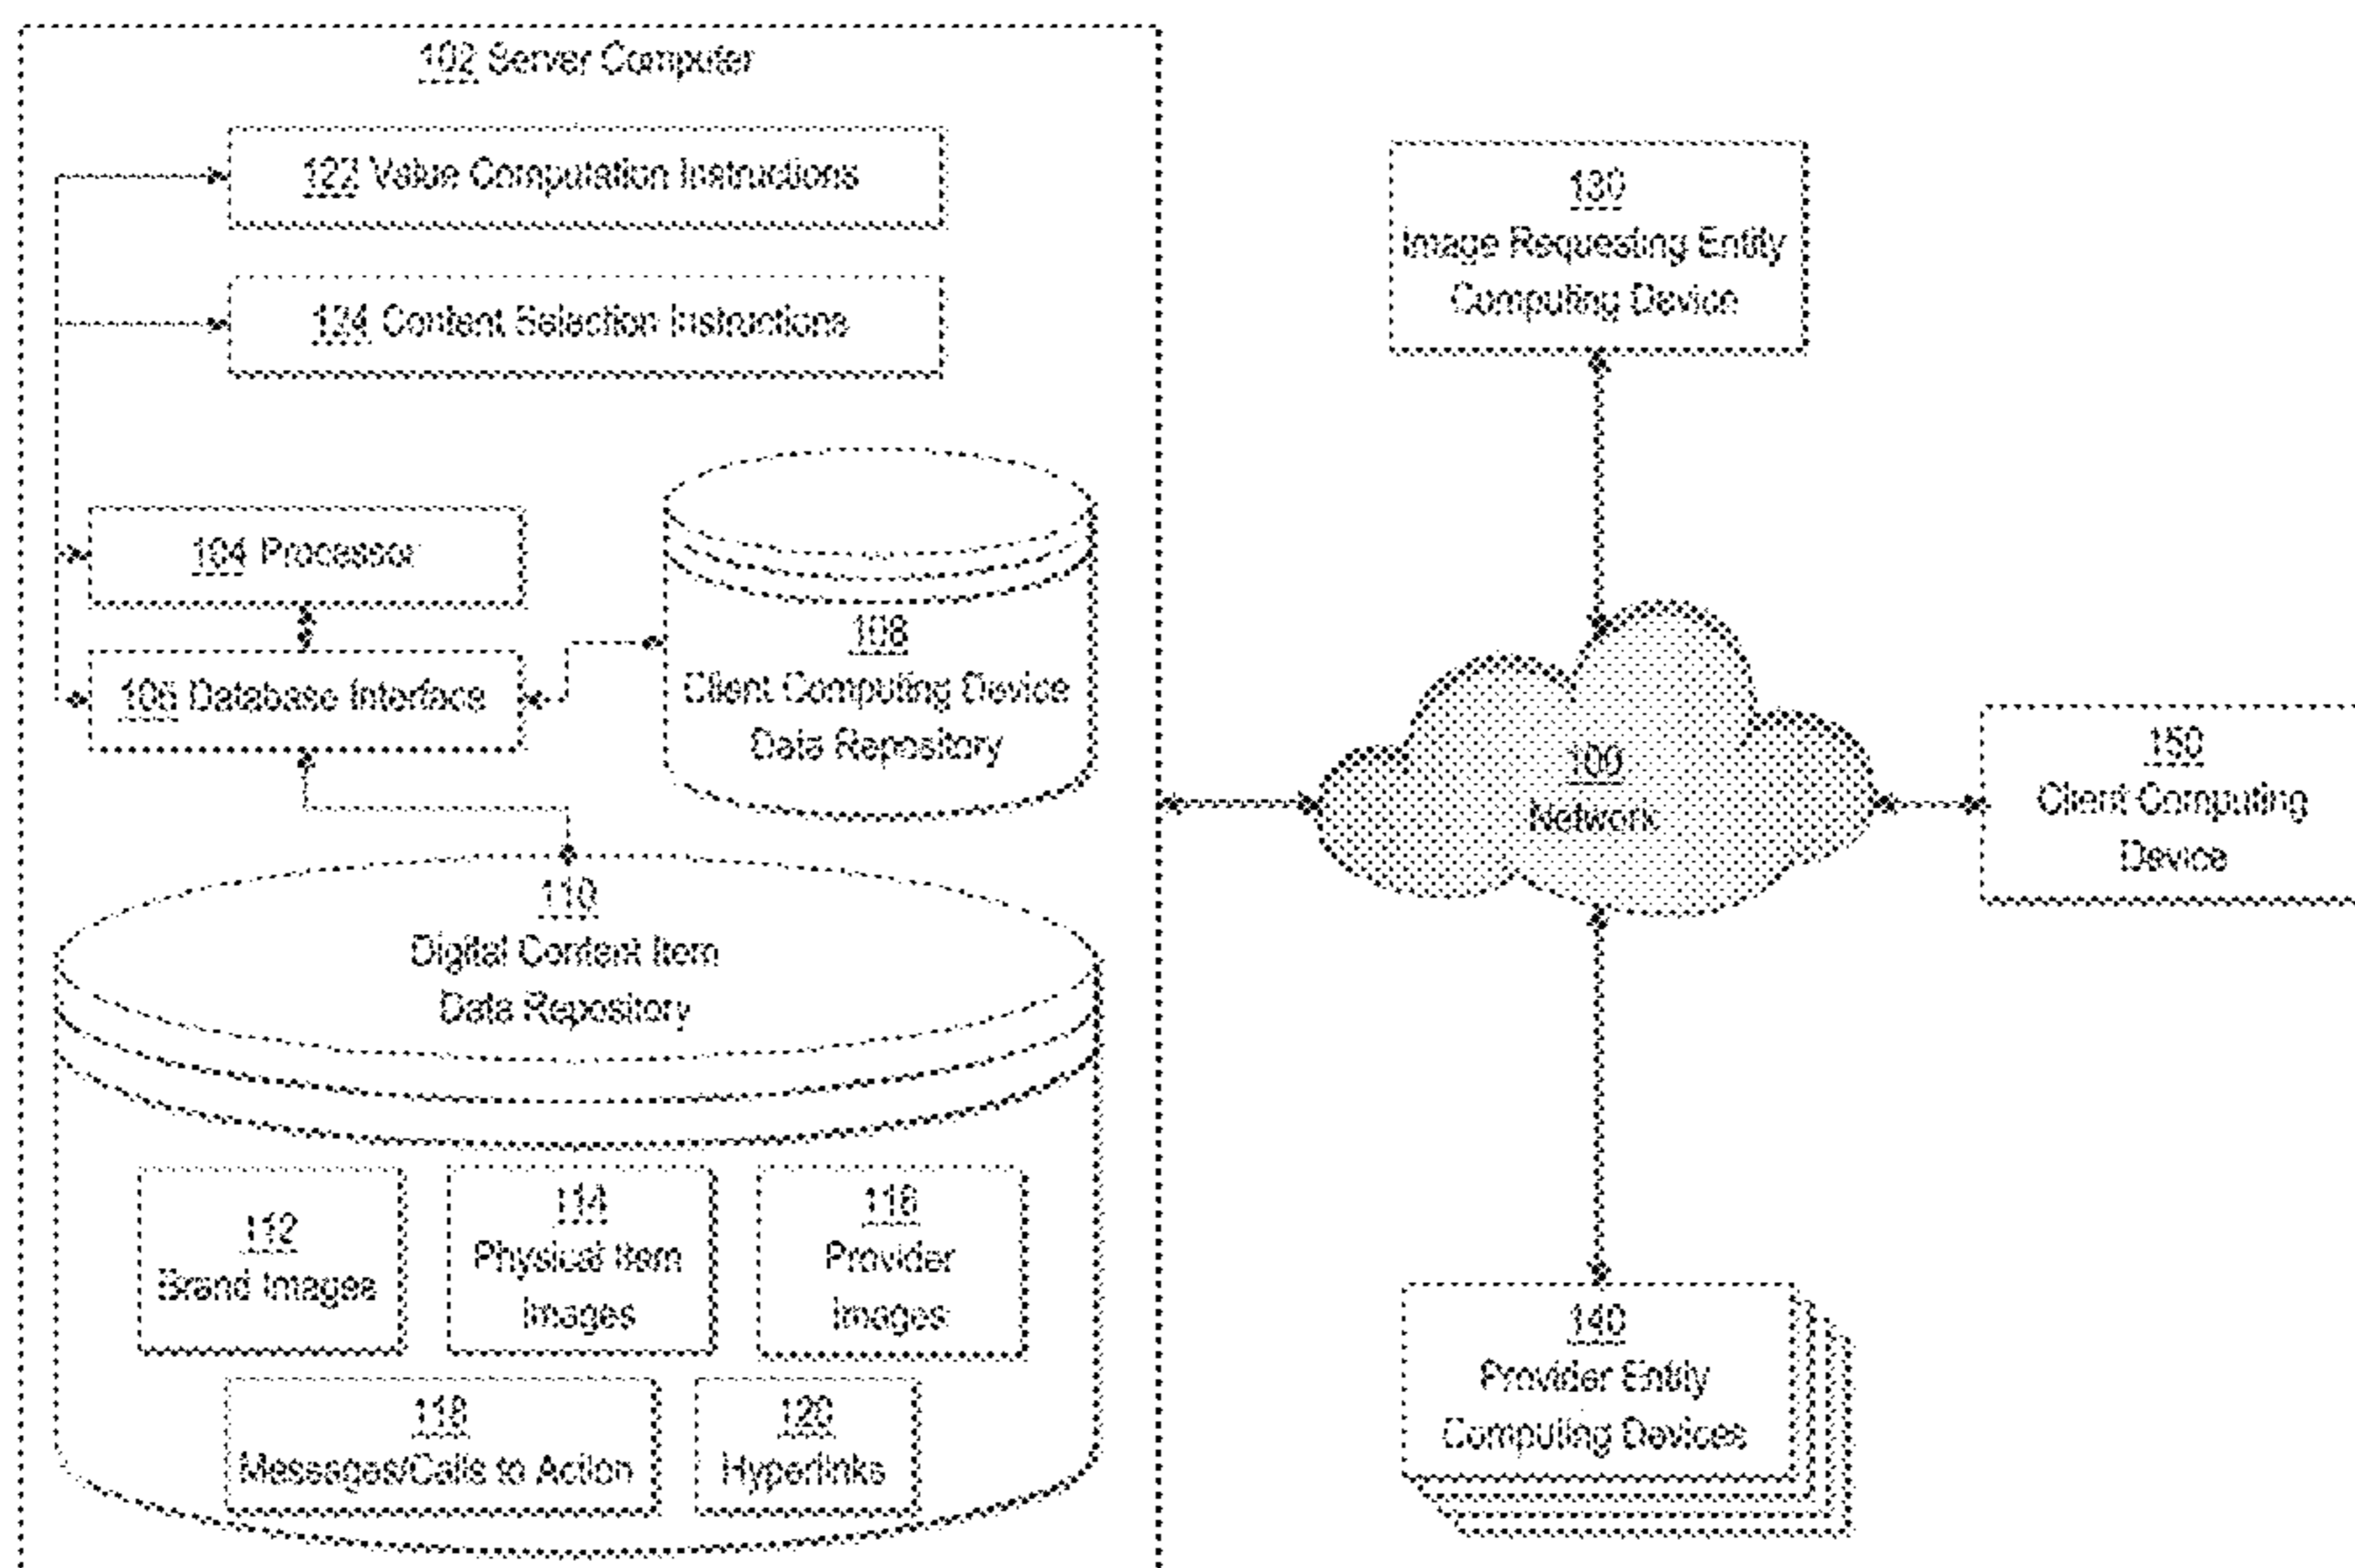 102 Server Computer
122 Value Computation Instructions
124 Content Selection Instructions
104 Processor
106 Database Interface
108
Client Computing Device
Data Repository
110
Digital Content Item
Data Repository
112
Brand Images
114
Physical Item
Images
116
Provider
Images
118
Messages/Calls to Action
120
Hyperlinks
130
Image Requesting Entity
Computing Device
100
Network
150
Client Computing
Device
140
Provider Entity
Computing Devices